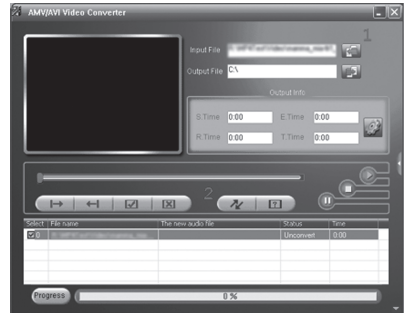 AMV/AVI Video Converter
1
Input File
Output File C:\
Output Info
S.Time 0:00 E.Time 0:00
R.Time 0:00 T.Time 0:00
2
Select File name The new audio file Status Time
0 Unconvert 0:00
Progress 0 %